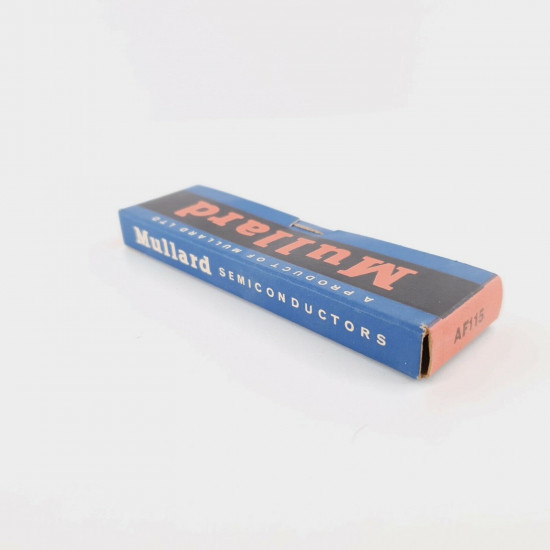 Mullard
A PRODUCT OF MULLARD LTD
Mullard SEMICONDUCTORS
AF115